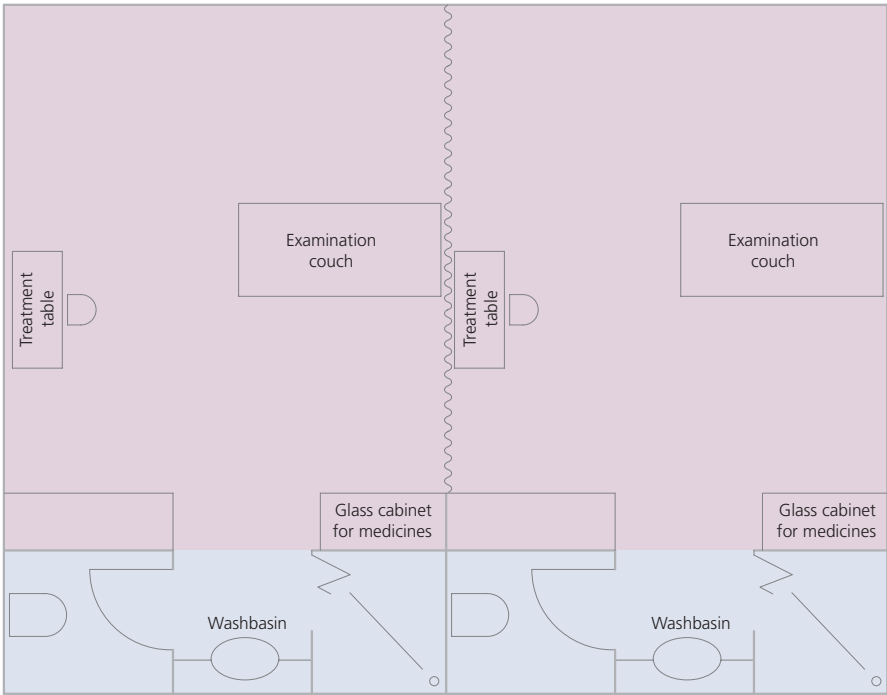 Examination
couch
Treatment
table
Glass cabinet
for medicines
Washbasin
Examination
couch
Treatment
table
Glass cabinet
for medicines
Washbasin